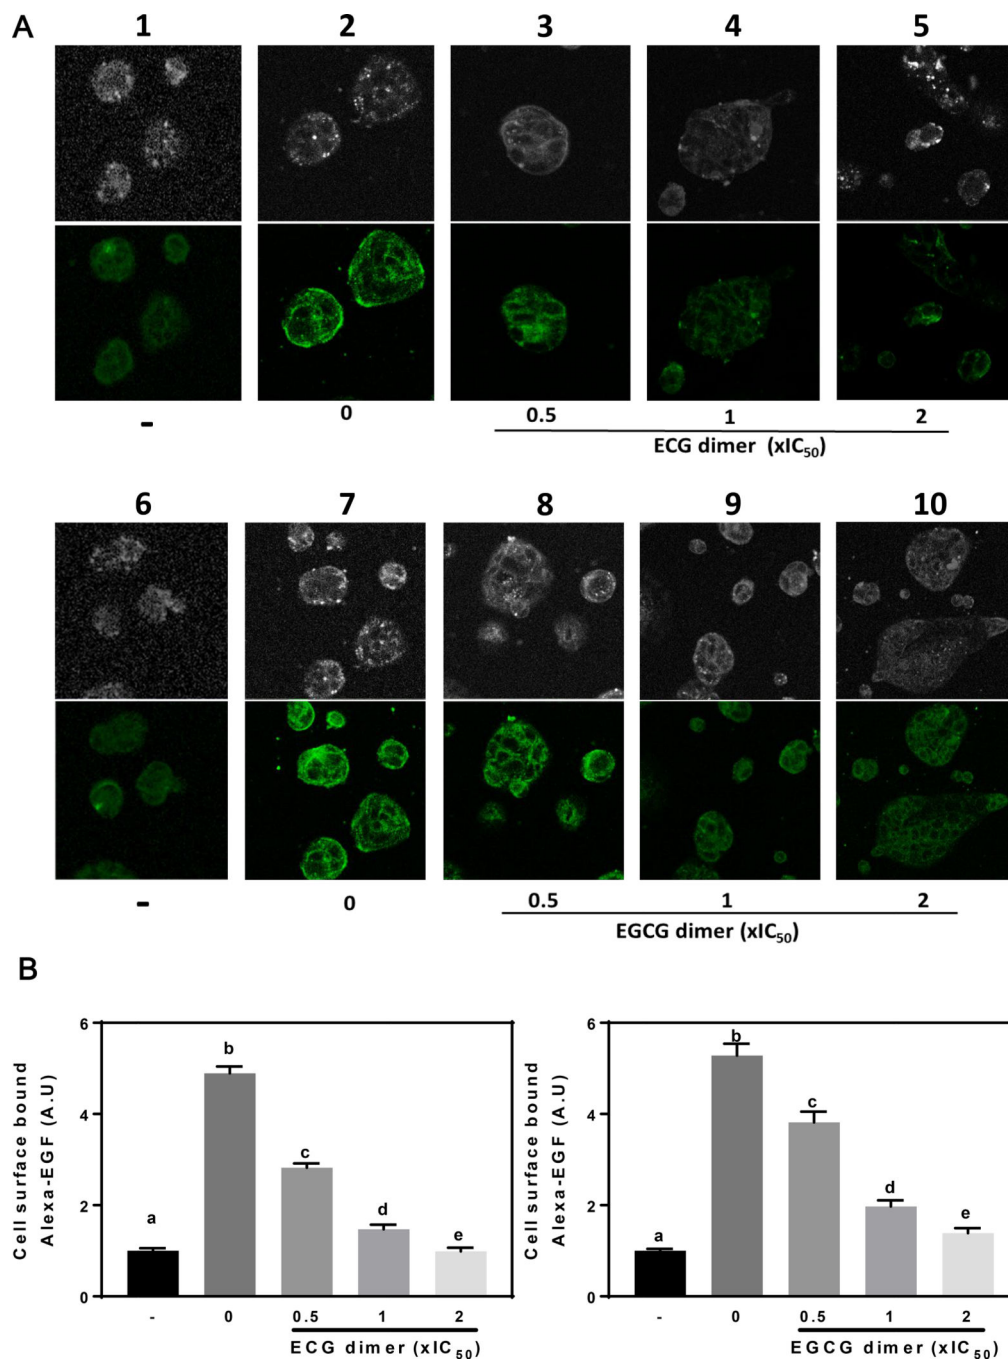 A
1 2 3 4 5
- 0 0.5 1 2
ECG dimer (xIC50)
6 7 8 9 10
- 0 0.5 1 2
EGCG dimer (xIC50)
B
Cell surface bound
Alexa-EGF (A.U)
6
4
2
0
a b c d e
- 0 0.5 1 2
ECG dimer (xIC50)
Cell surface bound
Alexa-EGF (A.U)
6
4
2
0
a b c d e
- 0 0.5 1 2
EGCG dimer (xIC50)